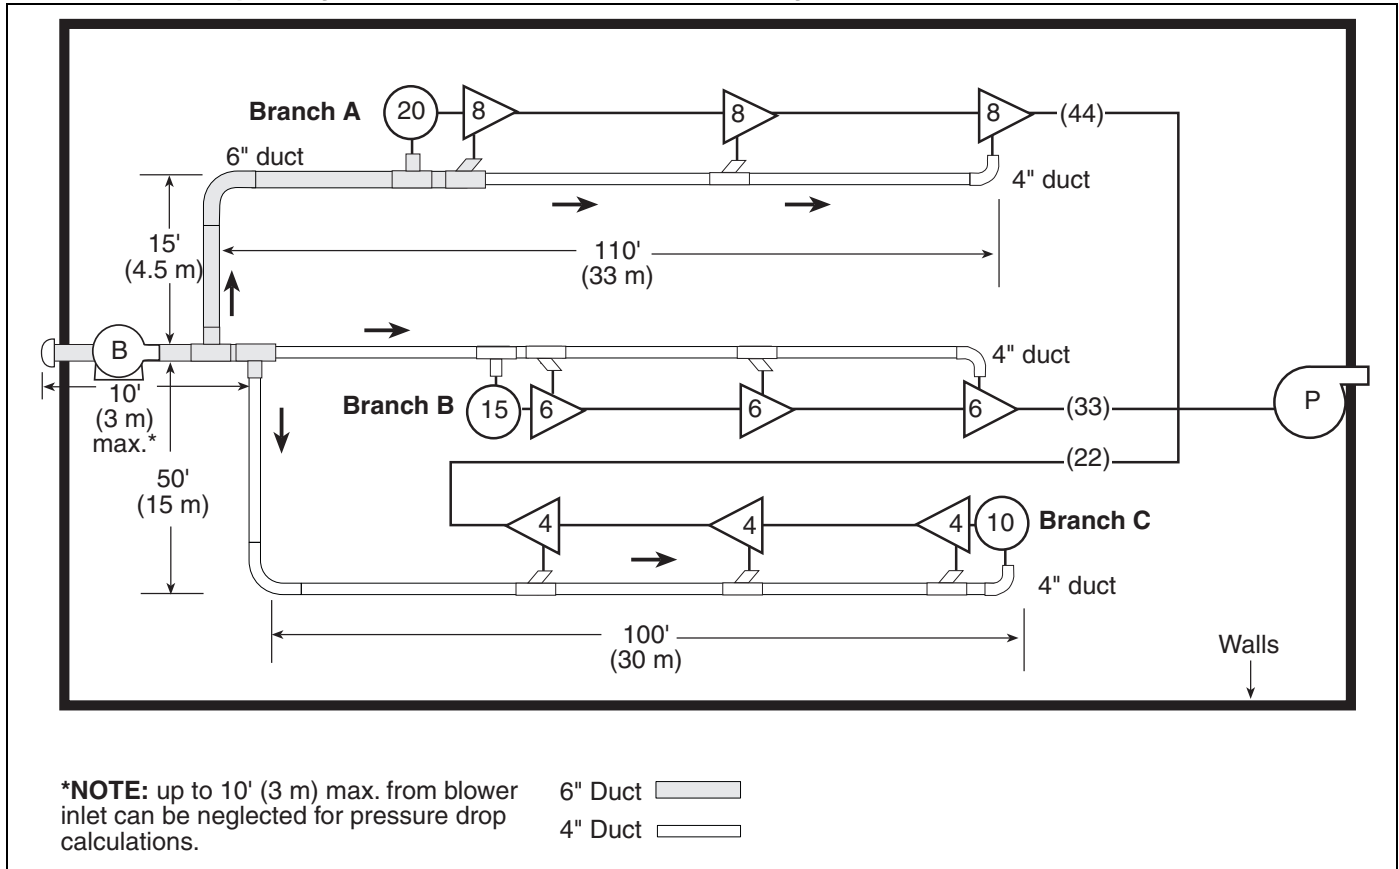 Branch A
20
8
8
8
(44)
6" duct
4" duct
15'
(4.5 m)
110'
(33 m)
B
4" duct
10'
(3 m)
max.*
Branch B
15
6
6
6
(33)
P
(22)
50'
(15 m)
4
4
4
10
Branch C
4" duct
100'
(30 m)
Walls
*NOTE: up to 10' (3 m) max. from blower
inlet can be neglected for pressure drop
calculations.
6" Duct
4" Duct